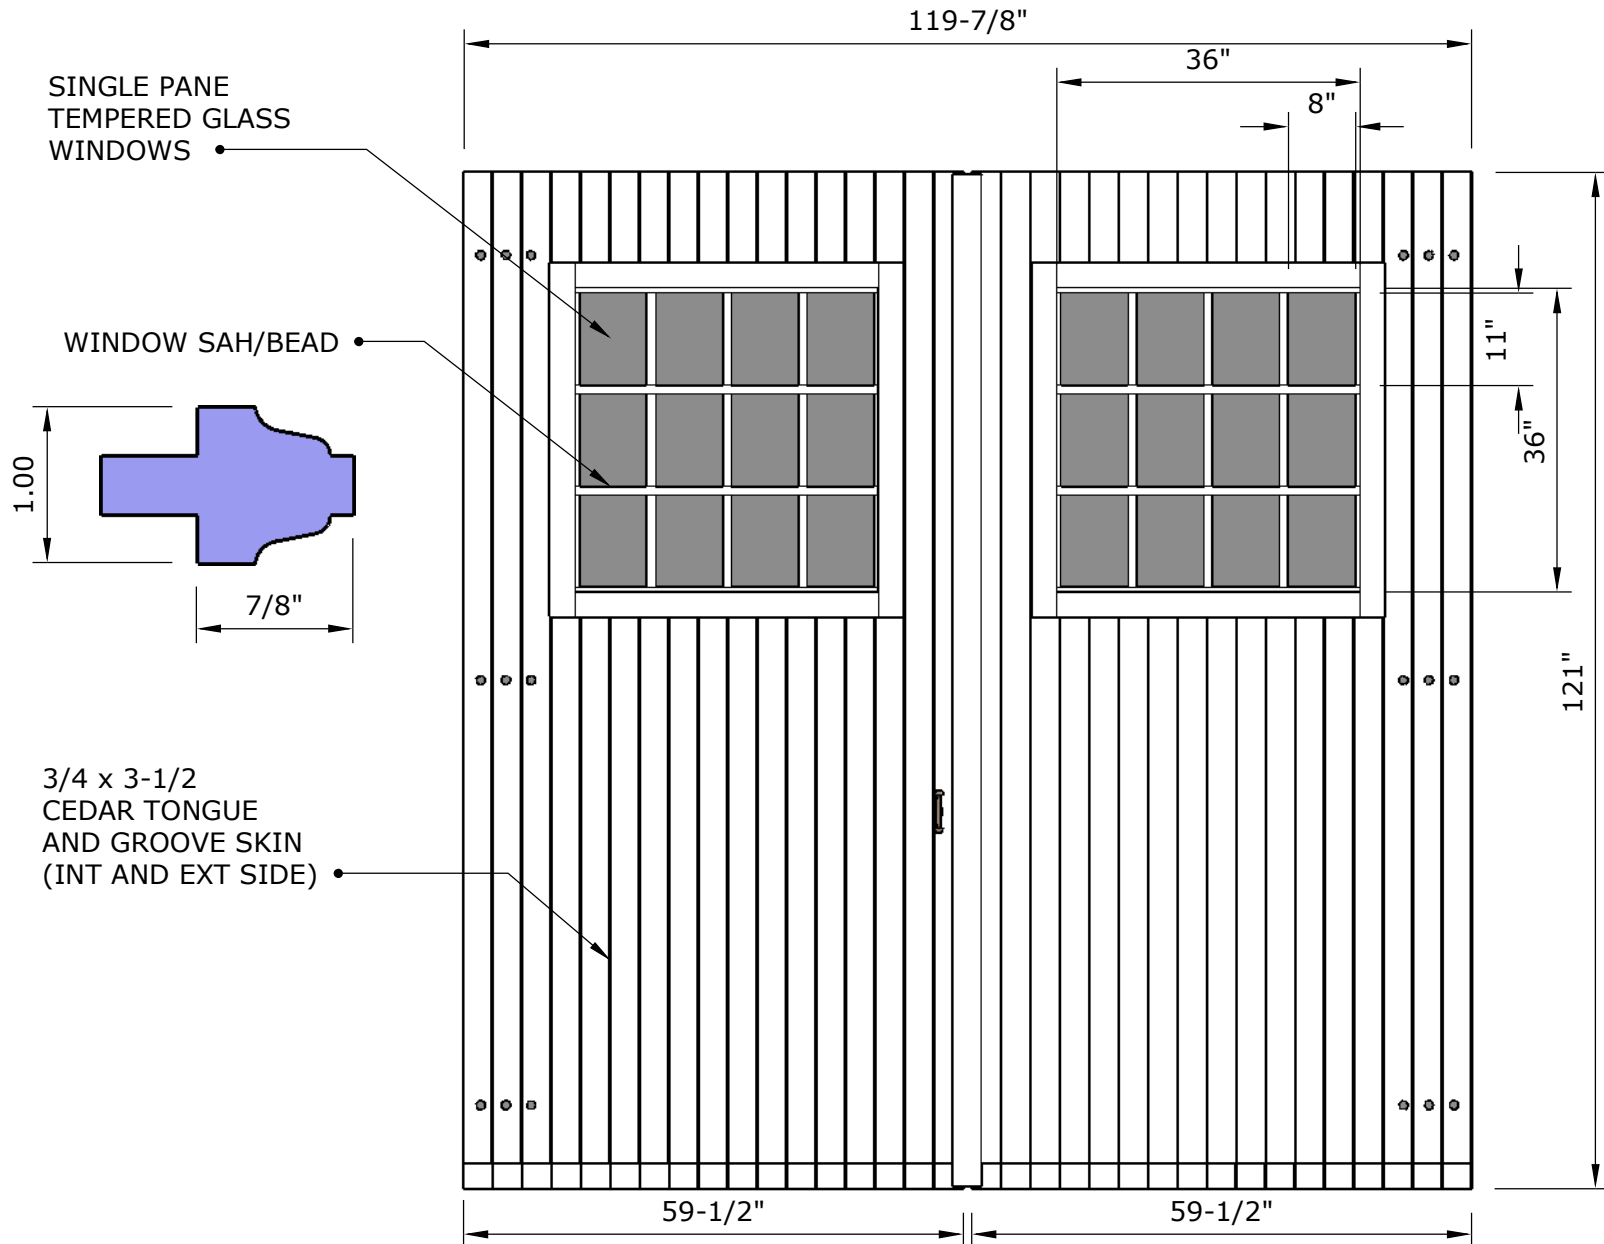 119-7/8"
36"
8"
SINGLE PANE
TEMPERED GLASS
WINDOWS
11"
WINDOW SAH/BEAD
36"
1.00
7/8"
121"
3/4 x 3-1/2
CEDAR TONGUE
AND GROOVE SKIN
(INT AND EXT SIDE)
59-1/2"
59-1/2"